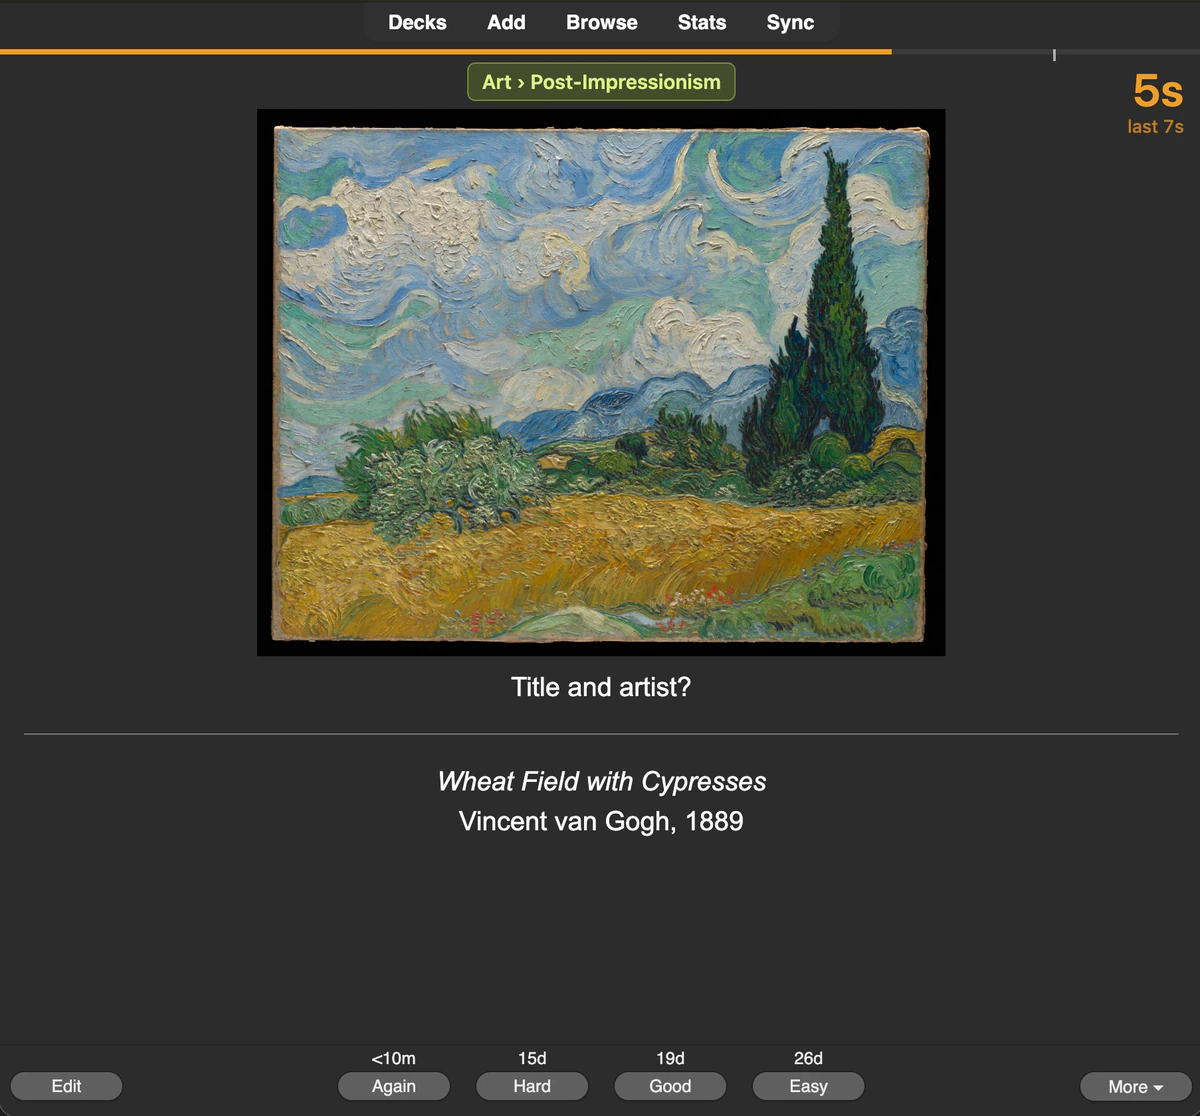 Decks Add Browse Stats Sync
Art › Post-Impressionism
5s
last 7s
Title and artist?
Wheat Field with Cypresses
Vincent van Gogh, 1889
<10m 15d 19d 26d
Edit Again Hard Good Easy More